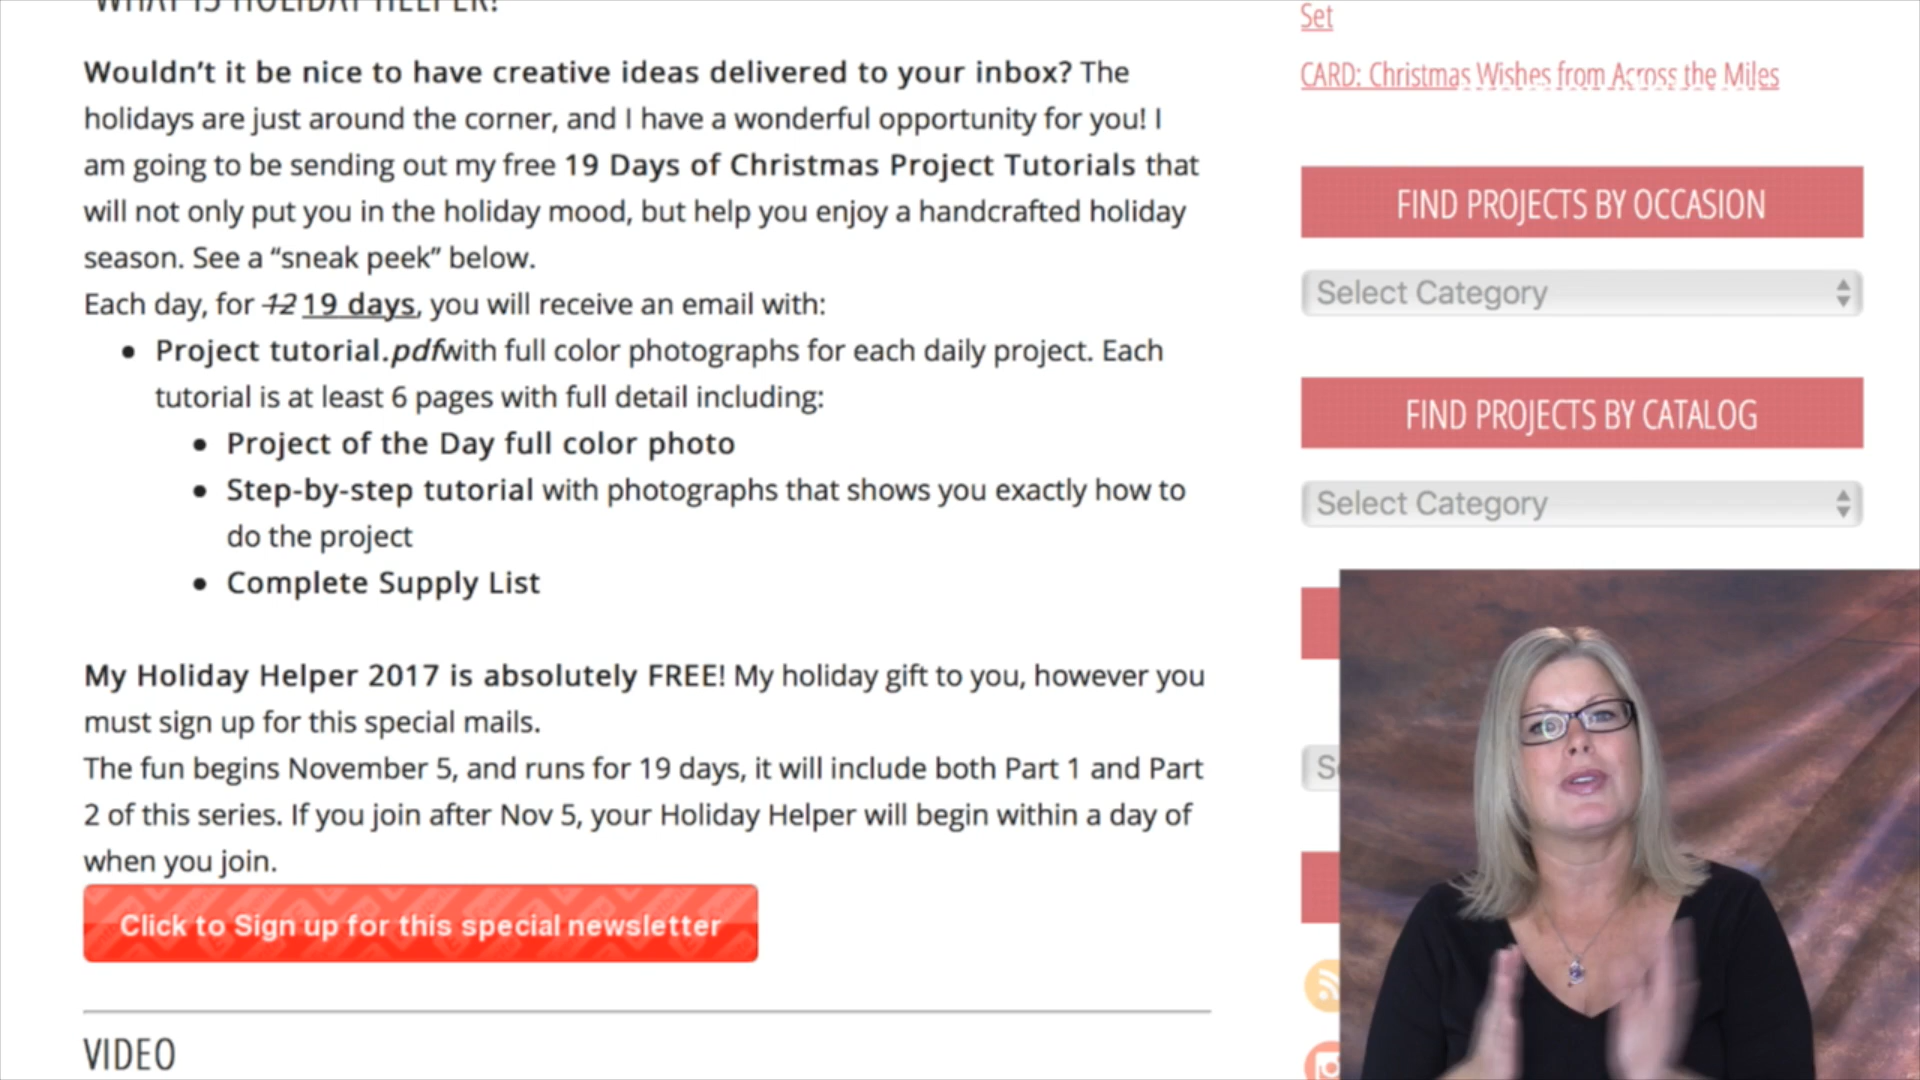 WHAT IS HOLIDAY HELPER?
Wouldn’t it be nice to have creative ideas delivered to your inbox? The
holidays are just around the corner, and I have a wonderful opportunity for you! I
am going to be sending out my free 19 Days of Christmas Project Tutorials that
will not only put you in the holiday mood, but help you enjoy a handcrafted holiday
season. See a “sneak peek” below.
Each day, for 12 19 days, you will receive an email with:
Project tutorial.pdfwith full color photographs for each daily project. Each
tutorial is at least 6 pages with full detail including:
Project of the Day full color photo
Step-by-step tutorial with photographs that shows you exactly how to
do the project
Complete Supply List
My Holiday Helper 2017 is absolutely FREE! My holiday gift to you, however you
must sign up for this special mails.
The fun begins November 5, and runs for 19 days, it will include both Part 1 and Part
2 of this series. If you join after Nov 5, your Holiday Helper will begin within a day of
when you join.
Click to Sign up for this special newsletter
VIDEO
Set
CARD: Christmas Wishes from Across the Miles
FIND PROJECTS BY OCCASION
Select Category
FIND PROJECTS BY CATALOG
Select Category